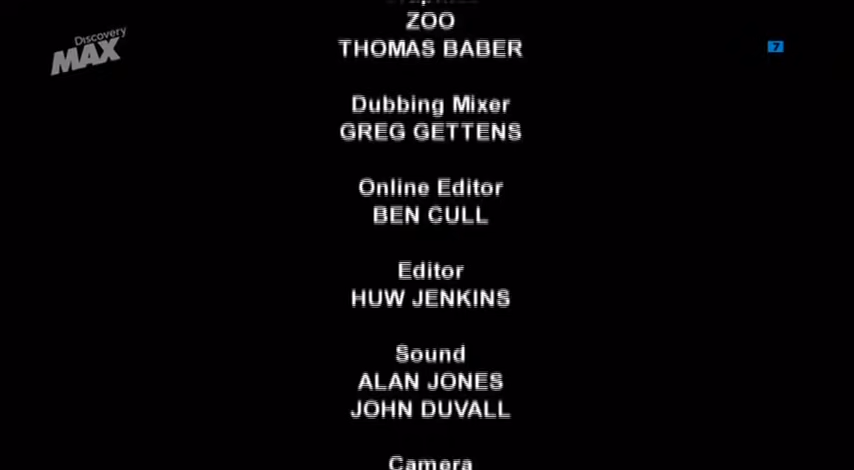 Discovery
MAX
7
ZOO
THOMAS BABER
Dubbing Mixer
GREG GETTENS
Online Editor
BEN CULL
Editor
HUW JENKINS
Sound
ALAN JONES
JOHN DUVALL
Camera